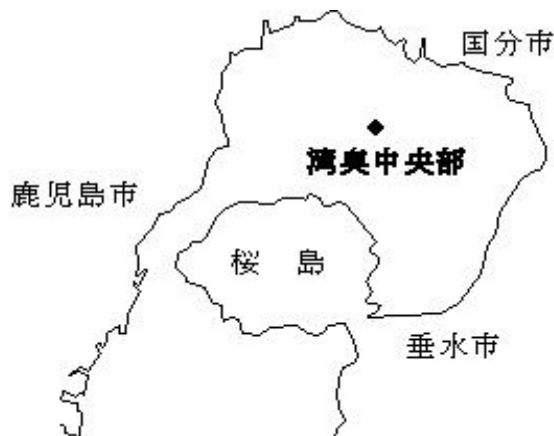 国分市
湾奥中央部
鹿児島市
桜 島
垂水市